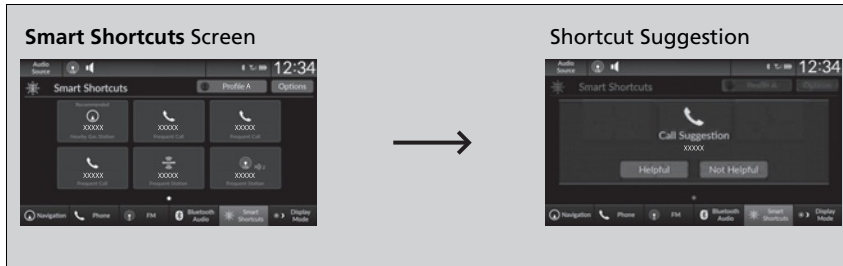 Smart Shortcuts Screen
Audio
Source
12:34
Smart Shortcuts
Profile A
Options
Recommended
XXXXX
Nearby Gas Station
XXXXX
Frequent Call
XXXXX
Frequent Call
XXXXX
Frequent Call
XXXXX
Frequent Station
XXXXX
Frequent Station
Navigation
Phone
FM
Bluetooth
Audio
Smart
Shortcuts
Display
Mode
Shortcut Suggestion
Audio
Source
12:34
Smart Shortcuts
Profile A
Options
Call Suggestion
XXXXX
Helpful
Not Helpful
Navigation
Phone
FM
Bluetooth
Audio
Smart
Shortcuts
Display
Mode